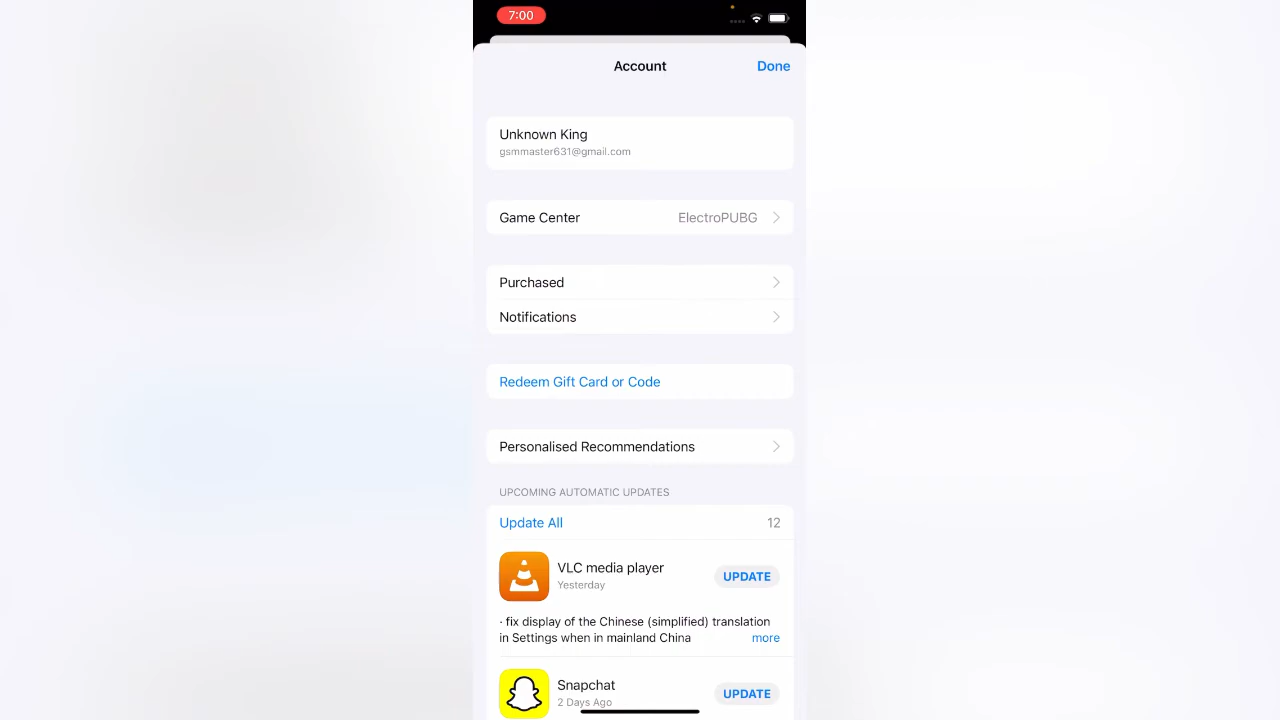 7:00
Account
Done
Unknown King
gsmmaster631@gmail.com
Game Center
ElectroPUBG
Purchased
Notifications
Redeem Gift Card or Code
Personalised Recommendations
UPCOMING AUTOMATIC UPDATES
Update All
12
VLC media player
Yesterday
UPDATE
· fix display of the Chinese (simplified) translation
in Settings when in mainland China
more
Snapchat
2 Days Ago
UPDATE